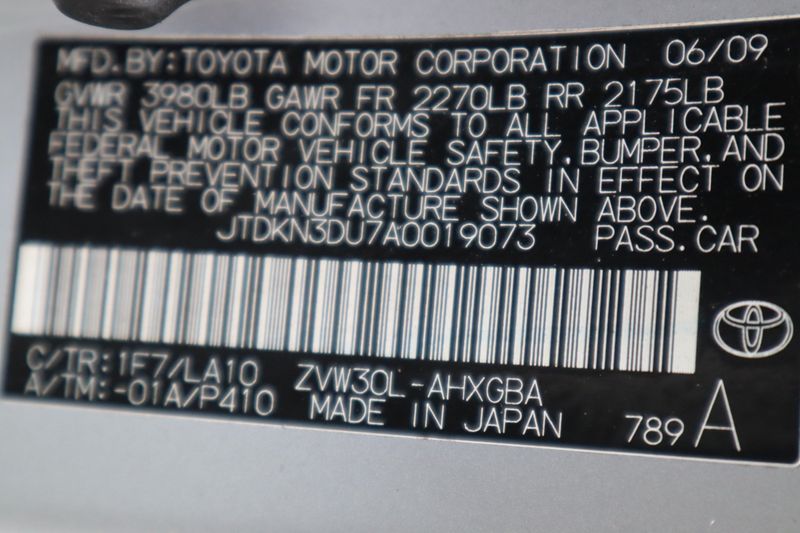 MFD. BY: TOYOTA MOTOR CORPORATION 06/09
GVWR 3980LB GAWR FR 2270LB RR 2175LB
THIS VEHICLE CONFORMS TO ALL APPLICABLE
FEDERAL MOTOR VEHICLE SAFETY, BUMPER, AND
THEFT PREVENTION STANDARDS IN EFFECT ON
THE DATE OF MANUFACTURE SHOWN ABOVE.
JTDKN3DU7A0019073 PASS. CAR
C/TR: 1F7/LA10 ZVW30L-AHXGBA
A/TM: -01A/P410 MADE IN JAPAN 789 A